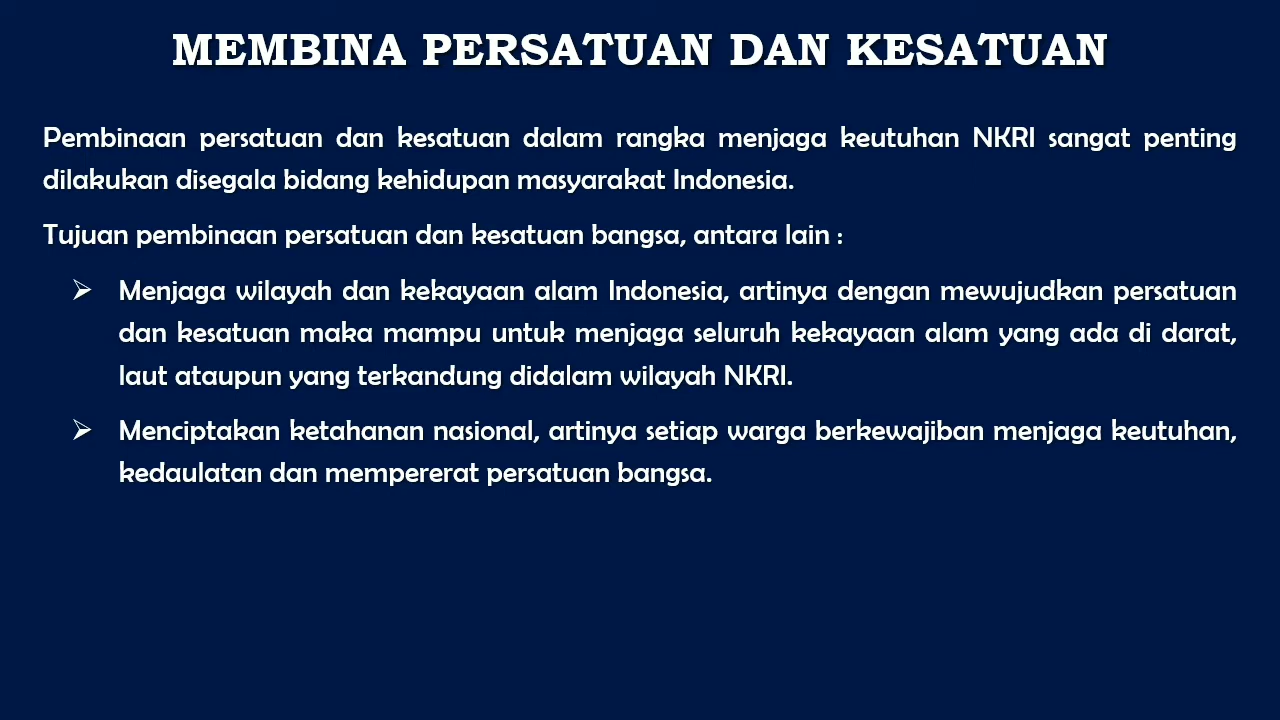 MEMBINA PERSATUAN DAN KESATUAN
Pembinaan persatuan dan kesatuan dalam rangka menjaga keutuhan NKRI sangat penting
dilakukan disegala bidang kehidupan masyarakat Indonesia.
Tujuan pembinaan persatuan dan kesatuan bangsa, antara lain :
➢ Menjaga wilayah dan kekayaan alam Indonesia, artinya dengan mewujudkan persatuan
dan kesatuan maka mampu untuk menjaga seluruh kekayaan alam yang ada di darat,
laut ataupun yang terkandung didalam wilayah NKRI.
➢ Menciptakan ketahanan nasional, artinya setiap warga berkewajiban menjaga keutuhan,
kedaulatan dan mempererat persatuan bangsa.